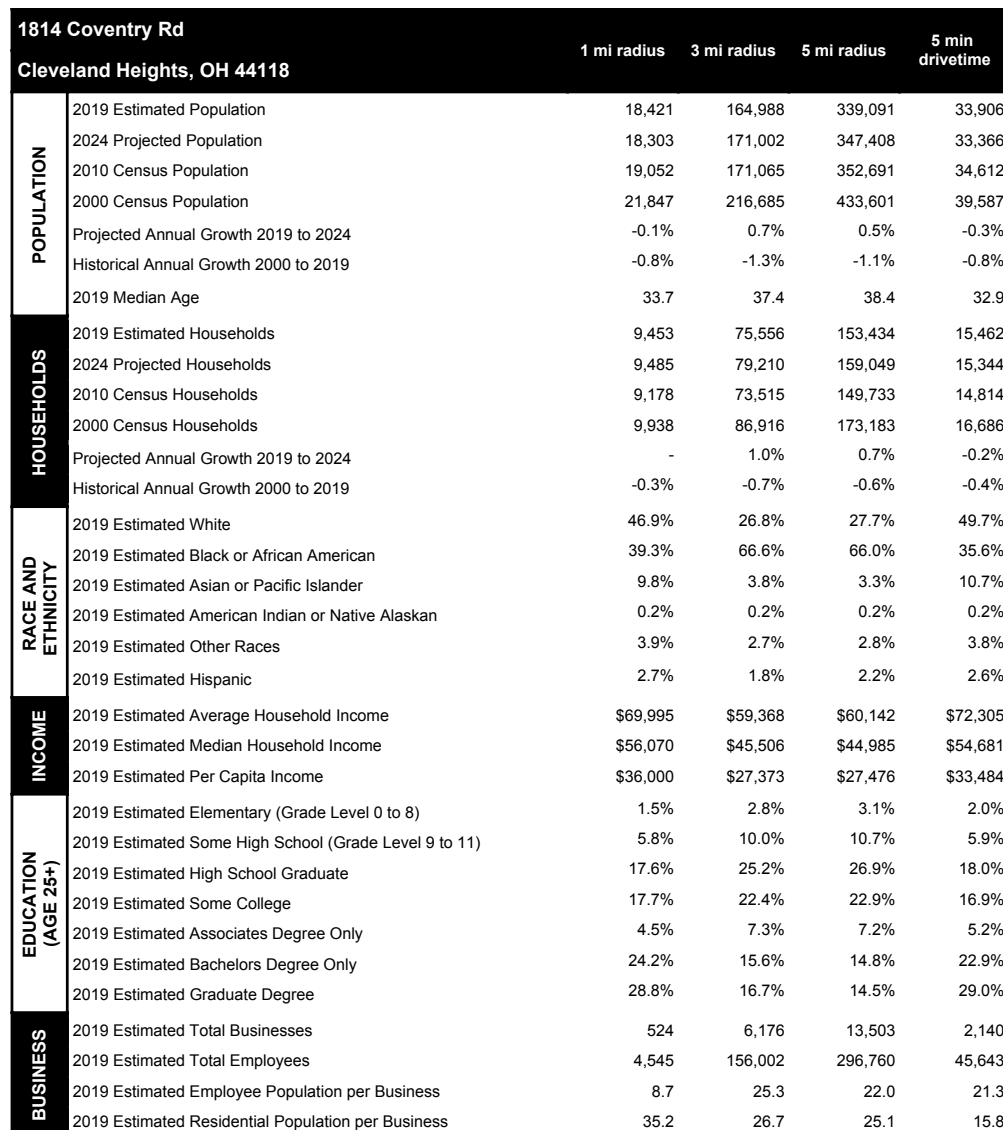 1814 Coventry Rd
Cleveland Heights, OH 44118
1 mi radius 3 mi radius 5 mi radius 5 min drivetime
POPULATION
2019 Estimated Population 18,421 164,988 339,091 33,906
2024 Projected Population 18,303 171,002 347,408 33,366
2010 Census Population 19,052 171,065 352,691 34,612
2000 Census Population 21,847 216,685 433,601 39,587
Projected Annual Growth 2019 to 2024 -0.1% 0.7% 0.5% -0.3%
Historical Annual Growth 2000 to 2019 -0.8% -1.3% -1.1% -0.8%
2019 Median Age 33.7 37.4 38.4 32.9
HOUSEHOLDS
2019 Estimated Households 9,453 75,556 153,434 15,462
2024 Projected Households 9,485 79,210 159,049 15,344
2010 Census Households 9,178 73,515 149,733 14,814
2000 Census Households 9,938 86,916 173,183 16,686
Projected Annual Growth 2019 to 2024 - 1.0% 0.7% -0.2%
Historical Annual Growth 2000 to 2019 -0.3% -0.7% -0.6% -0.4%
RACE AND ETHNICITY
2019 Estimated White 46.9% 26.8% 27.7% 49.7%
2019 Estimated Black or African American 39.3% 66.6% 66.0% 35.6%
2019 Estimated Asian or Pacific Islander 9.8% 3.8% 3.3% 10.7%
2019 Estimated American Indian or Native Alaskan 0.2% 0.2% 0.2% 0.2%
2019 Estimated Other Races 3.9% 2.7% 2.8% 3.8%
2019 Estimated Hispanic 2.7% 1.8% 2.2% 2.6%
INCOME
2019 Estimated Average Household Income $69,995 $59,368 $60,142 $72,305
2019 Estimated Median Household Income $56,070 $45,506 $44,985 $54,681
2019 Estimated Per Capita Income $36,000 $27,373 $27,476 $33,484
EDUCATION (AGE 25+)
2019 Estimated Elementary (Grade Level 0 to 8) 1.5% 2.8% 3.1% 2.0%
2019 Estimated Some High School (Grade Level 9 to 11) 5.8% 10.0% 10.7% 5.9%
2019 Estimated High School Graduate 17.6% 25.2% 26.9% 18.0%
2019 Estimated Some College 17.7% 22.4% 22.9% 16.9%
2019 Estimated Associates Degree Only 4.5% 7.3% 7.2% 5.2%
2019 Estimated Bachelors Degree Only 24.2% 15.6% 14.8% 22.9%
2019 Estimated Graduate Degree 28.8% 16.7% 14.5% 29.0%
BUSINESS
2019 Estimated Total Businesses 524 6,176 13,503 2,140
2019 Estimated Total Employees 4,545 156,002 296,760 45,643
2019 Estimated Employee Population per Business 8.7 25.3 22.0 21.3
2019 Estimated Residential Population per Business 35.2 26.7 25.1 15.8